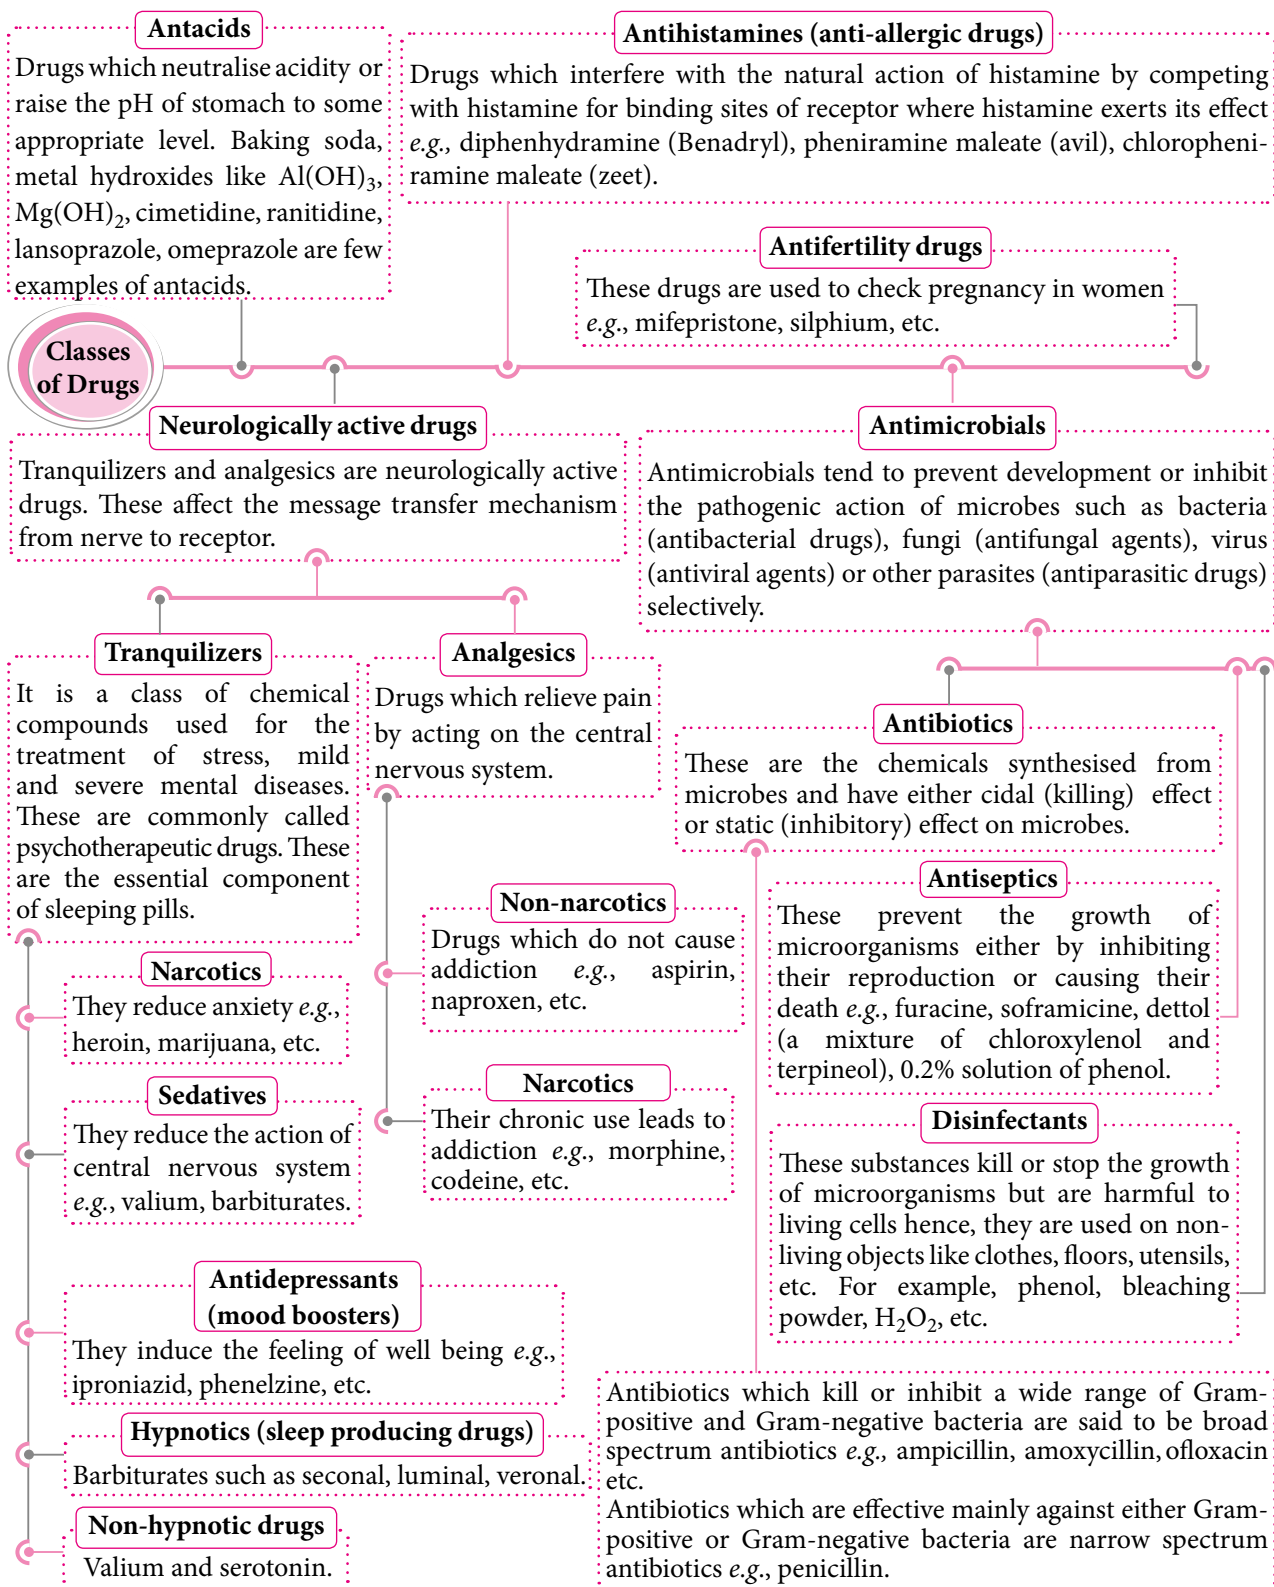 Antacids
Drugs which neutralise acidity or
raise the pH of stomach to some
appropriate level. Baking soda,
metal hydroxides like Al(OH)₃,
Mg(OH)₂, cimetidine, ranitidine,
lansoprazole, omeprazole are few
examples of antacids.
Antihistamines (anti-allergic drugs)
Drugs which interfere with the natural action of histamine by competing
with histamine for binding sites of receptor where histamine exerts its effect
e.g., diphenhydramine (Benadryl), pheniramine maleate (avil), chloropheni-
ramine maleate (zeet).
Antifertility drugs
These drugs are used to check pregnancy in women
e.g., mifepristone, silphium, etc.
Classes
of Drugs
Neurologically active drugs
Tranquilizers and analgesics are neurologically active
drugs. These affect the message transfer mechanism
from nerve to receptor.
Antimicrobials
Antimicrobials tend to prevent development or inhibit
the pathogenic action of microbes such as bacteria
(antibacterial drugs), fungi (antifungal agents), virus
(antiviral agents) or other parasites (antiparasitic drugs)
selectively.
Tranquilizers
It is a class of chemical
compounds used for the
treatment of stress, mild
and severe mental diseases.
These are commonly called
psychotherapeutic drugs. These
are the essential component
of sleeping pills.
Analgesics
Drugs which relieve pain
by acting on the central
nervous system.
Antibiotics
These are the chemicals synthesised from
microbes and have either cidal (killing) effect
or static (inhibitory) effect on microbes.
Antiseptics
These prevent the growth of
microorganisms either by inhibiting
their reproduction or causing their
death e.g., furacine, soframicine, dettol
(a mixture of chloroxylenol and
terpineol), 0.2% solution of phenol.
Non-narcotics
Drugs which do not cause
addiction e.g., aspirin,
naproxen, etc.
Narcotics
They reduce anxiety e.g.,
heroin, marijuana, etc.
Narcotics
Their chronic use leads to
addiction e.g., morphine,
codeine, etc.
Sedatives
They reduce the action of
central nervous system
e.g., valium, barbiturates.
Disinfectants
These substances kill or stop the growth
of microorganisms but are harmful to
living cells hence, they are used on non-
living objects like clothes, floors, utensils,
etc. For example, phenol, bleaching
powder, H₂O₂, etc.
Antidepressants
(mood boosters)
They induce the feeling of well being e.g.,
iproniazid, phenelzine, etc.
Hypnotics (sleep producing drugs)
Barbiturates such as seconal, luminal, veronal.
Non-hypnotic drugs
Valium and serotonin.
Antibiotics which kill or inhibit a wide range of Gram-
positive and Gram-negative bacteria are said to be broad
spectrum antibiotics e.g., ampicillin, amoxycillin, ofloxacin
etc.
Antibiotics which are effective mainly against either Gram-
positive or Gram-negative bacteria are narrow spectrum
antibiotics e.g., penicillin.